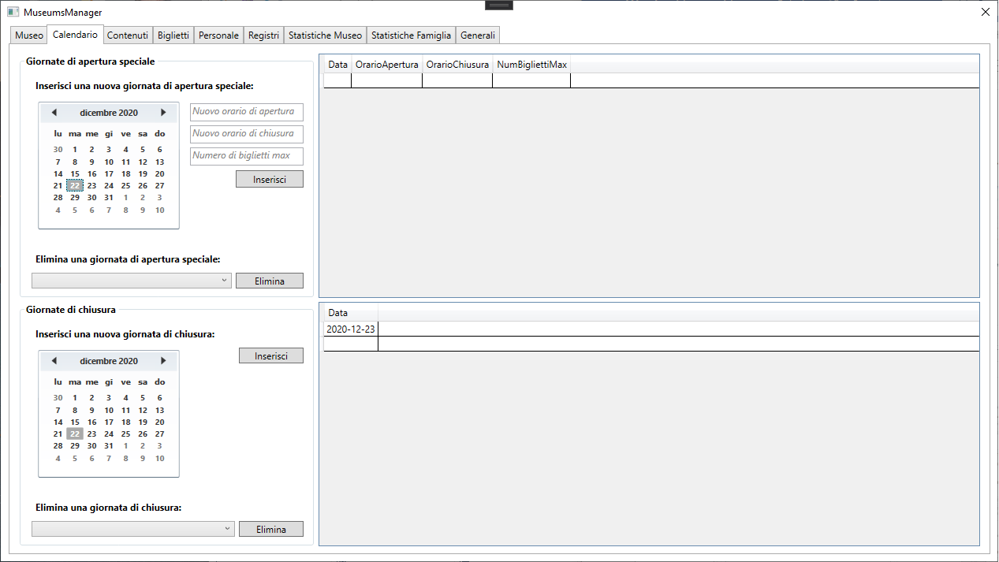 MuseumsManager
Museo Calendario Contenuti Biglietti Personale Registri Statistiche Museo Statistiche Famiglia Generali
Giornate di apertura speciale
Inserisci una nuova giornata di apertura speciale:
dicembre 2020
lu ma me gi ve sa do
30 1 2 3 4 5 6
7 8 9 10 11 12 13
14 15 16 17 18 19 20
21 22 23 24 25 26 27
28 29 30 31 1 2 3
4 5 6 7 8 9 10
Nuovo orario di apertura
Nuovo orario di chiusura
Numero di biglietti max
Inserisci
Elimina una giornata di apertura speciale:
Elimina
Data OrarioApertura OrarioChiusura NumBigliettiMax
Giornate di chiusura
Inserisci una nuova giornata di chiusura:
Inserisci
dicembre 2020
lu ma me gi ve sa do
30 1 2 3 4 5 6
7 8 9 10 11 12 13
14 15 16 17 18 19 20
21 22 23 24 25 26 27
28 29 30 31 1 2 3
4 5 6 7 8 9 10
Elimina una giornata di chiusura:
Elimina
Data
2020-12-23